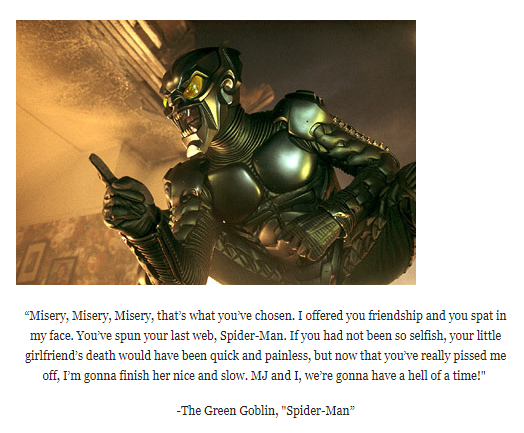 “Misery, Misery, Misery, that’s what you’ve chosen. I offered you friendship and you spat in
my face. You’ve spun your last web, Spider-Man. If you had not been so selfish, your little
girlfriend’s death would have been quick and painless, but now that you’ve really pissed me
off, I’m gonna finish her nice and slow. MJ and I, we’re gonna have a hell of a time!"
-The Green Goblin, "Spider-Man”